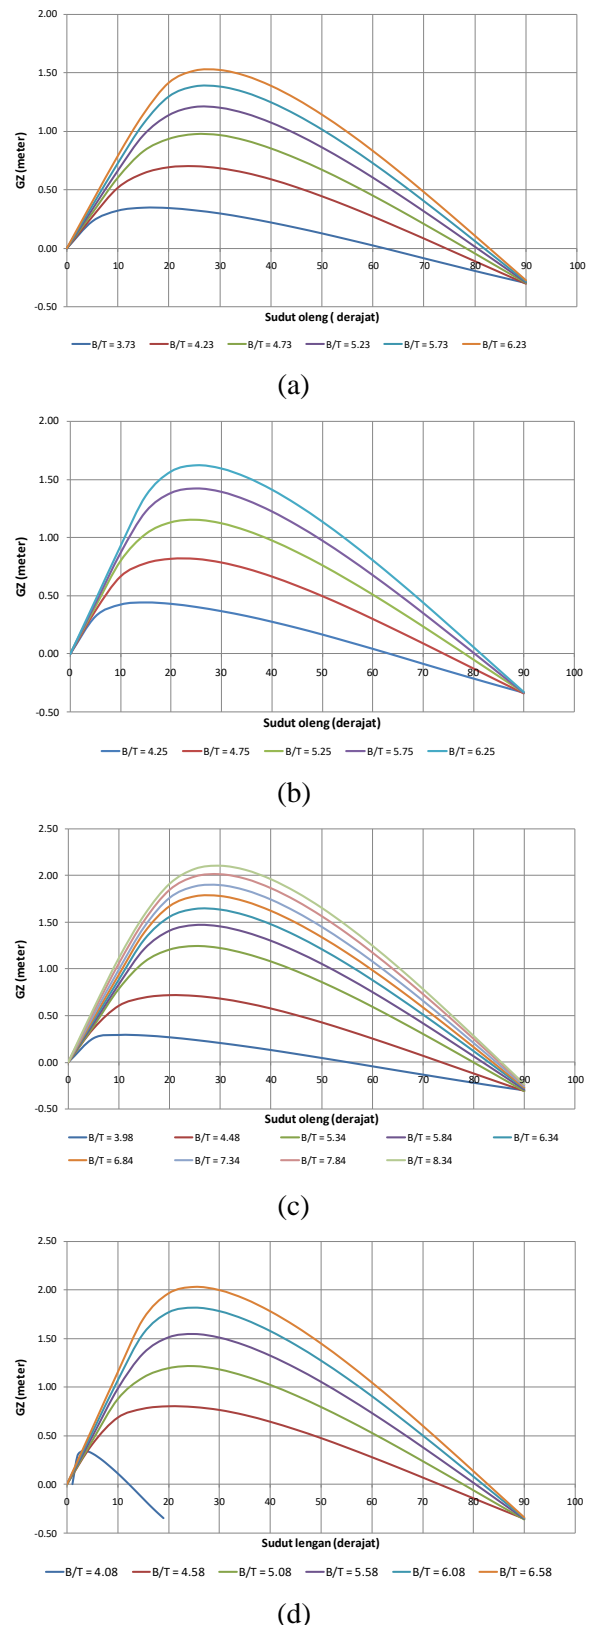 2.00
1.50
1.00
0.50
0.00
-0.50
GZ (meter)
0 10 20 30 40 50 60 70 80 90 100
Sudut oleng ( derajat)
B/T = 3.73 B/T = 4.23 B/T = 4.73 B/T = 5.23 B/T = 5.73 B/T = 6.23
(a)
2.00
1.50
1.00
0.50
0.00
-0.50
GZ (meter)
0 10 20 30 40 50 60 70 80 90 100
Sudut oleng (derajat)
B/T = 4.25 B/T = 4.75 B/T = 5.25 B/T = 5.75 B/T = 6.25
(b)
2.50
2.00
1.50
1.00
0.50
0.00
-0.50
GZ (meter)
0 10 20 30 40 50 60 70 80 90 100
Sudut oleng (derajat)
B/T = 3.98 B/T = 4.48 B/T = 5.34 B/T = 5.84 B/T = 6.34
B/T = 6.84 B/T = 7.34 B/T = 7.84 B/T = 8.34
(c)
2.50
2.00
1.50
1.00
0.50
0.00
-0.50
GZ (meter)
0 10 20 30 40 50 60 70 80 90 100
Sudut lengan (derajat)
B/T = 4.08 B/T = 4.58 B/T = 5.08 B/T = 5.58 B/T = 6.08 B/T = 6.58
(d)